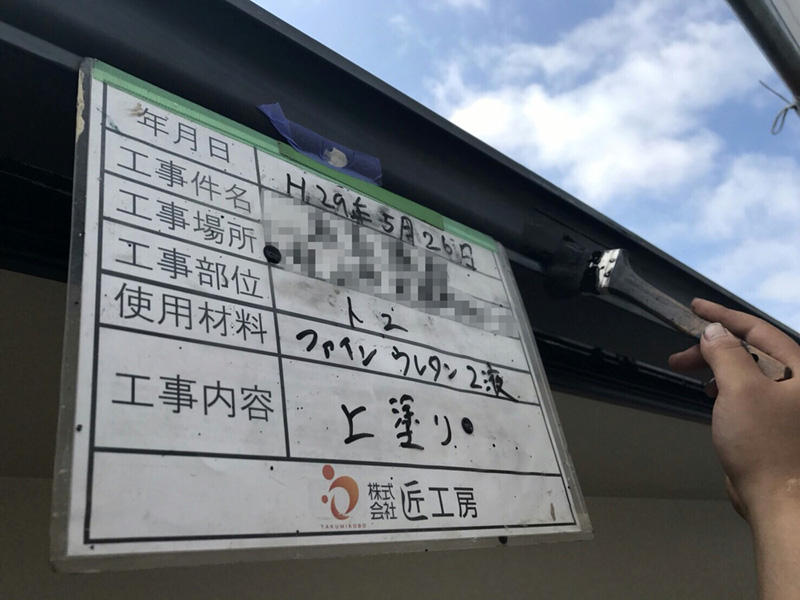 年月日 H.29年5月26日
工事件名
工事場所
工事部位 トユ
使用材料 ファイン ウレタン 2液
工事内容 上塗り
株式会社 匠工房
TAKUMIKOBO